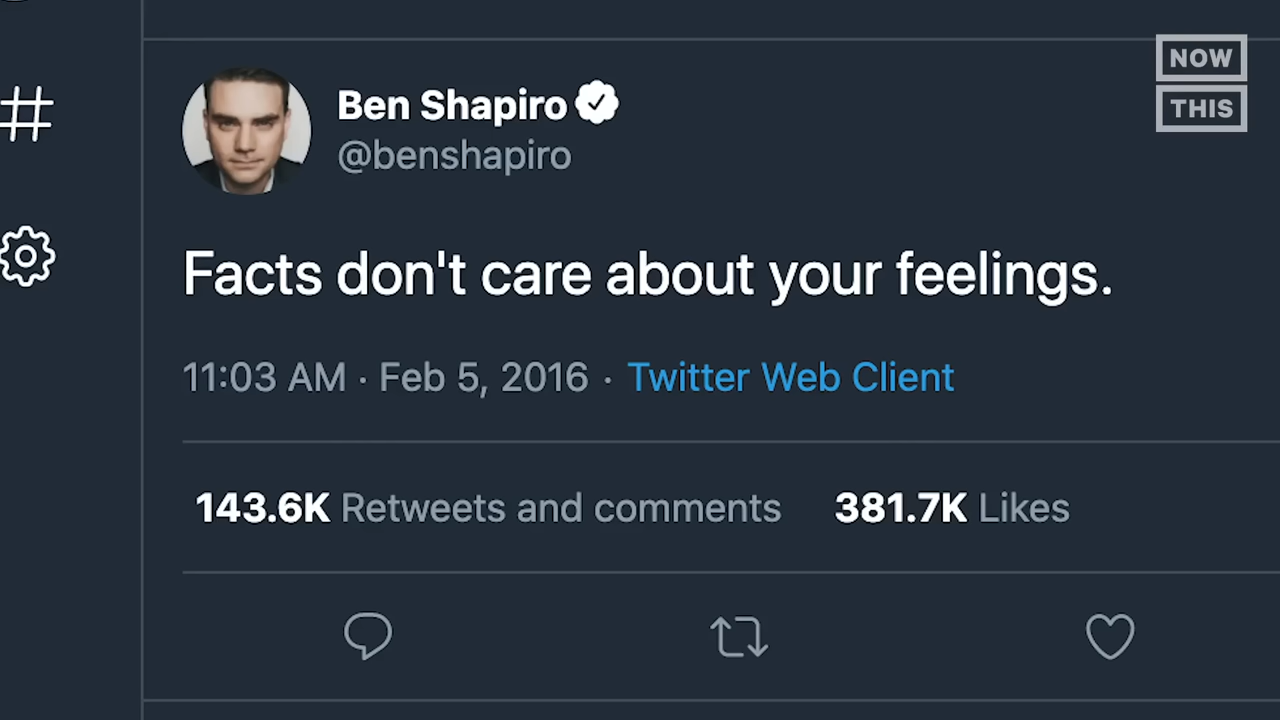 NOW
THIS
Ben Shapiro
@benshapiro
Facts don't care about your feelings.
11:03 AM · Feb 5, 2016 · Twitter Web Client
143.6K Retweets and comments 381.7K Likes